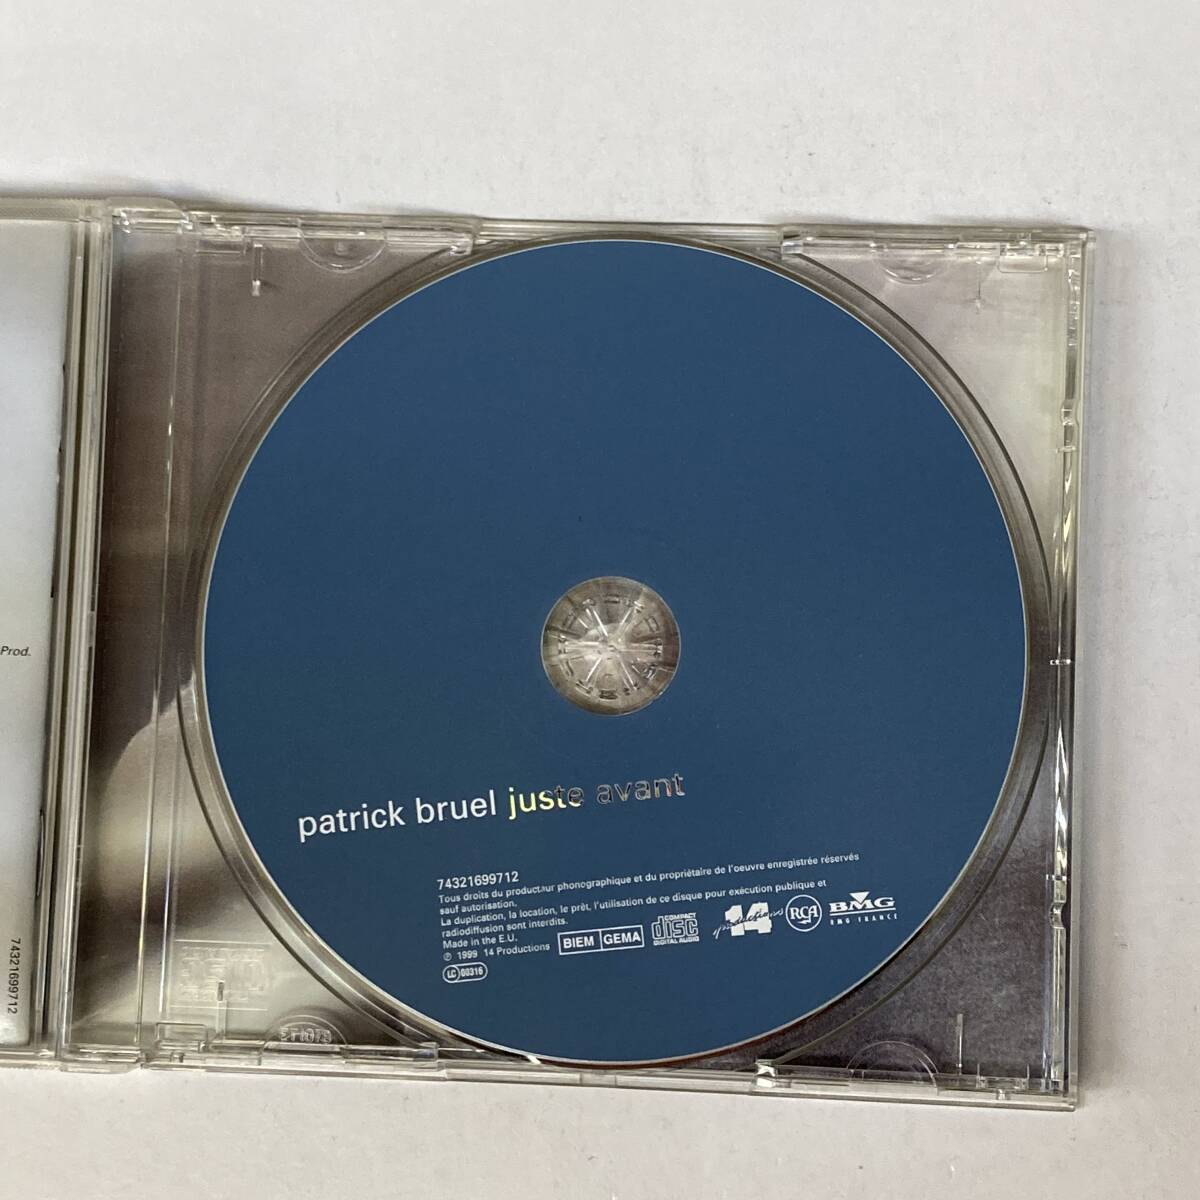 Prod.
74321699712
patrick bruel juste avant
74321699712
Tous droits du producteur phonographique et du propriétaire de l'oeuvre enregistrée réservés
sauf autorisation.
La duplication, la location, le prêt, l'utilisation de ce disque pour exécution publique et
radiodiffusion sont interdits.
Made in the E.U.
℗ 1999 14 Productions
BIEM GEMA
COMPACT
disc
DIGITAL AUDIO
14
productions
RCA
BMG
BMG FRANCE
LC 00316